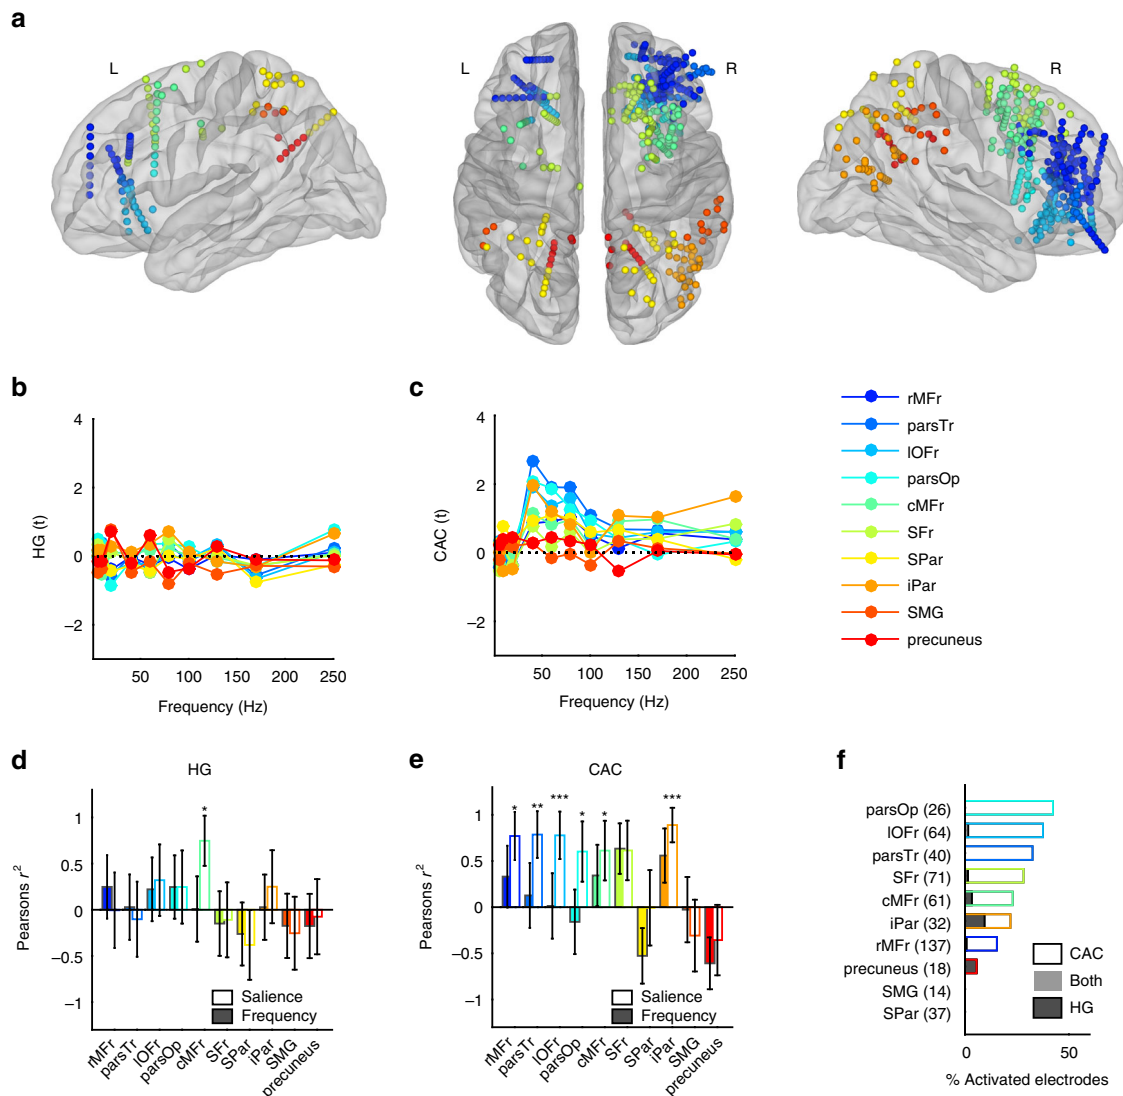 a
L
L
R
R
b
HG (t)
4
2
0
−2
50 100 150 200 250
Frequency (Hz)
c
CAC (t)
4
2
0
−2
50 100 150 200 250
Frequency (Hz)
rMFr
parsTr
lOFr
parsOp
cMFr
SFr
SPar
iPar
SMG
precuneus
d
HG
Pearsons r²
1
0.5
0
−0.5
−1
*
Salience
Frequency
rMFr parsTr lOFr parsOp cMFr SFr SPar iPar SMG precuneus
e
CAC
Pearsons r²
1
0.5
0
−0.5
−1
* ** *** * * ***
Salience
Frequency
rMFr parsTr lOFr parsOp cMFr SFr SPar iPar SMG precuneus
f
parsOp (26)
lOFr (64)
parsTr (40)
SFr (71)
cMFr (61)
iPar (32)
rMFr (137)
precuneus (18)
SMG (14)
SPar (37)
CAC
Both
HG
0 50
% Activated electrodes